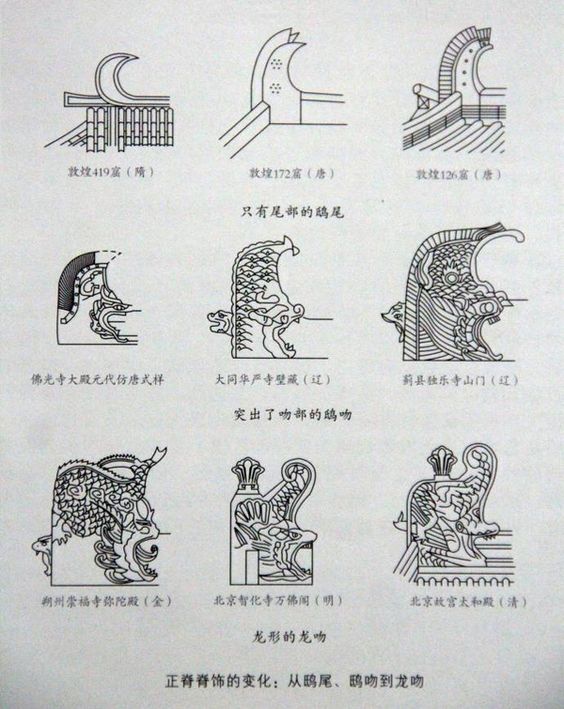 敦煌419窟（隋） 敦煌172窟（唐） 敦煌126窟（唐）
只有尾部的鸱尾
佛光寺大殿元代仿唐式样 大同华严寺壁藏（辽） 蓟县独乐寺山门（辽）
突出了吻部的鸱吻
朔州崇福寺弥陀殿（金） 北京智化寺万佛阁（明） 北京故宫太和殿（清）
龙形的龙吻
正脊脊饰的变化：从鸱尾、鸱吻到龙吻